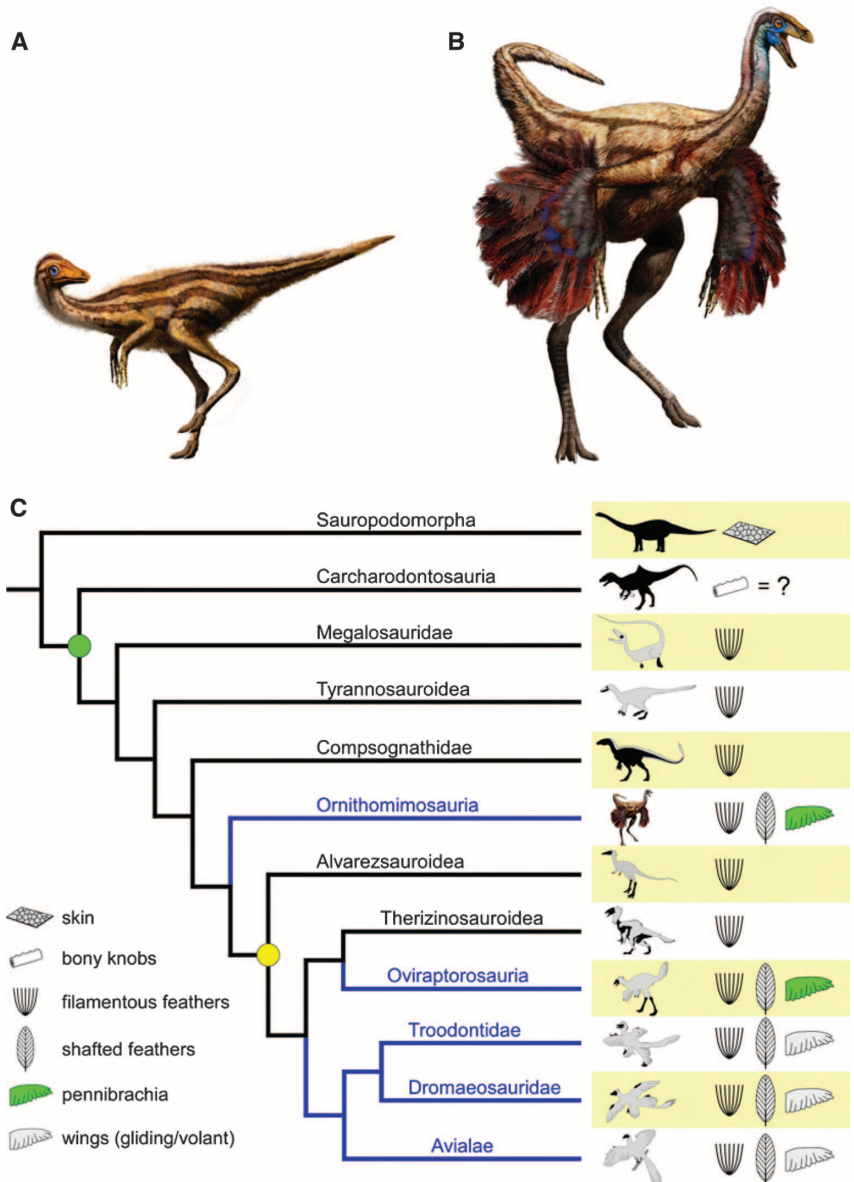 A
B
C
Sauropodomorpha
Carcharodontosauria
= ?
Megalosauridae
Tyrannosauroidea
Compsognathidae
Ornithomimosauria
Alvarezsauroidea
Therizinosauroidea
Oviraptorosauria
Troodontidae
Dromaeosauridae
Avialae
skin
bony knobs
filamentous feathers
shafted feathers
pennibrachia
wings (gliding/volant)